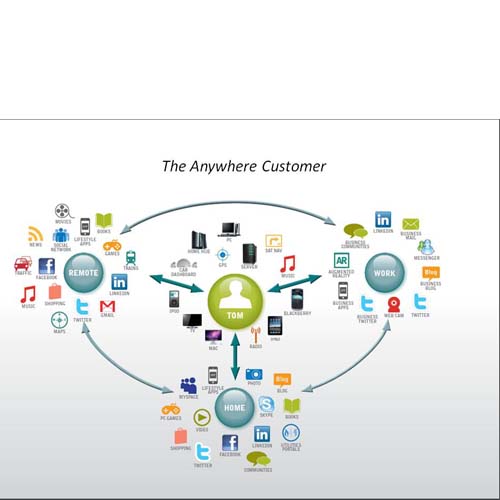 The Anywhere Customer
MOVIES
BOOKS
NEWS
SOCIAL
NETWORK
LIFESTYLE
APPS
GAMES
TRAINS
TRAFFIC
FACEBOOK
REMOTE
LINKEDIN
MUSIC
SHOPPING
TWITTER
GMAIL
MAPS
HOME HUB
PC
SAT NAV
GPS
SERVER
CAR
DASHBOARD
MUSIC
IPOD
TOM
BLACKBERRY
TV
MAC
RADIO
IPAD
LINKEDIN
BUSINESS
MAIL
BUSINESS
COMMUNITIES
MESSENGER
AR
AUGMENTED
REALITY
WORK
Blog
BUSINESS
BLOG
BUSINESS
APPS
BUSINESS
TWITTER
WEB CAM
TWITTER
MYSPACE
LIFESTYLE
APPS
PHOTO
Blog
BLOG
PC GAMES
HOME
SKYPE
BOOKS
VIDEO
SHOPPING
TWITTER
FACEBOOK
LINKEDIN
UTILITIES
PORTALS
COMMUNITIES